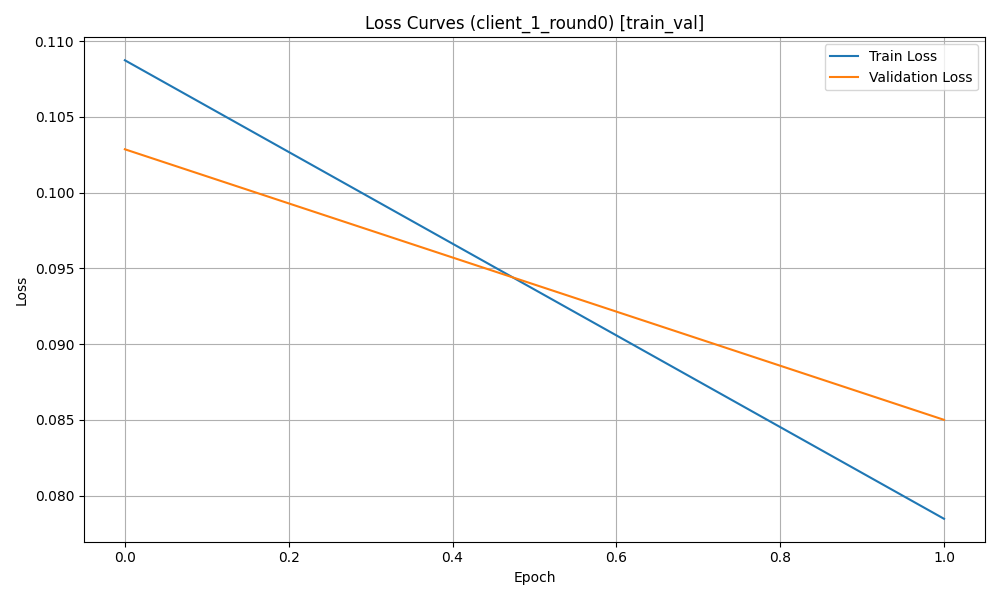 Loss Curves (client_1_round0) [train_val]
Train Loss
Validation Loss
0.110
0.105
0.100
0.095
0.090
0.085
0.080
Loss
0.0 0.2 0.4 0.6 0.8 1.0
Epoch